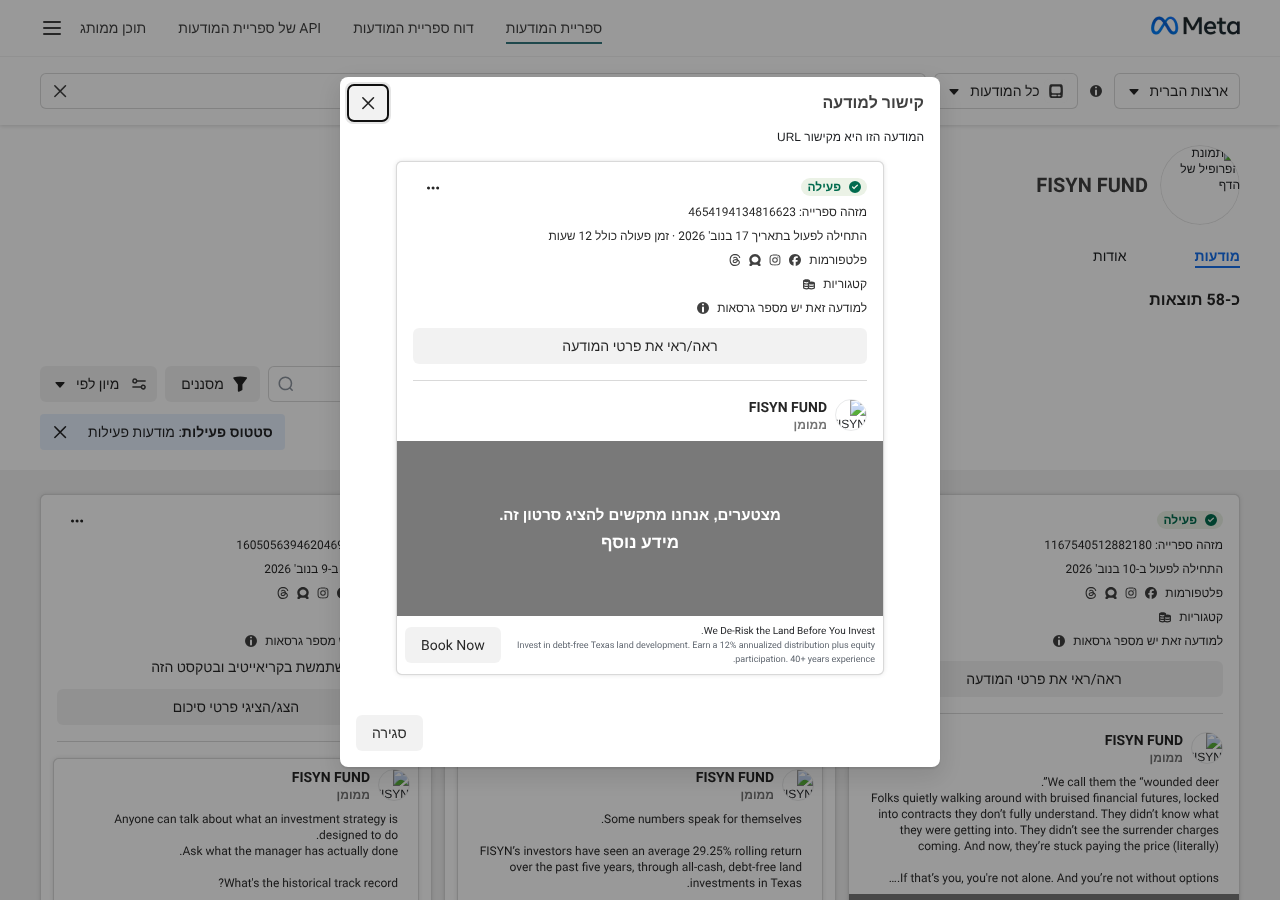 Meta
ספריית המודעות
דוח ספריית המודעות
API של ספריית המודעות
תוכן ממותג
ארצות הברית
כל המודעות
תמונת
הפרופיל של
הדף
FISYN FUND
מודעות
אודות
כ-58 תוצאות
מסננים
מיון לפי
סטטוס פעילות: מודעות פעילות
קישור למודעה
המודעה הזו היא מקישור URL
פעילה
מזהה ספרייה: 4654194134816623
התחילה לפעול בתאריך 17 בנוב' 2026 · זמן פעולה כולל 12 שעות
פלטפורמות
קטגוריות
למודעה זאת יש מספר גרסאות
ראה/ראי את פרטי המודעה
FISYN FUND
ממומן
מצטערים, אנחנו מתקשים להציג סרטון זה.
מידע נוסף
We De-Risk the Land Before You Invest.
Invest in debt-free Texas land development. Earn a 12% annualized distribution plus equity
participation. 40+ years experience.
Book Now
סגירה
פעילה
מזהה ספרייה: 1167540512882180
התחילה לפעול ב-10 בנוב' 2026
פלטפורמות
קטגוריות
למודעה זאת יש מספר גרסאות
ראה/ראי את פרטי המודעה
FISYN FUND
ממומן
We call them the "wounded deer".
Folks quietly walking around with bruised financial futures, locked
into contracts they don't fully understand. They didn't know what
they were getting into. They didn't see the surrender charges
coming. And now, they're stuck paying the price (literally)
If that's you, you're not alone. And you're not without options....
FISYN FUND
ממומן
Some numbers speak for themselves.
FISYN's investors have seen an average 29.25% rolling return
over the past five years, through all-cash, debt-free land
investments in Texas.
1605056394620469
ב-9 בנוב' 2026
מספר גרסאות
הצג/הציגי פרטי סיכום
FISYN FUND
ממומן
Anyone can talk about what an investment strategy is
designed to do.
Ask what the manager has actually done.
What's the historical track record?